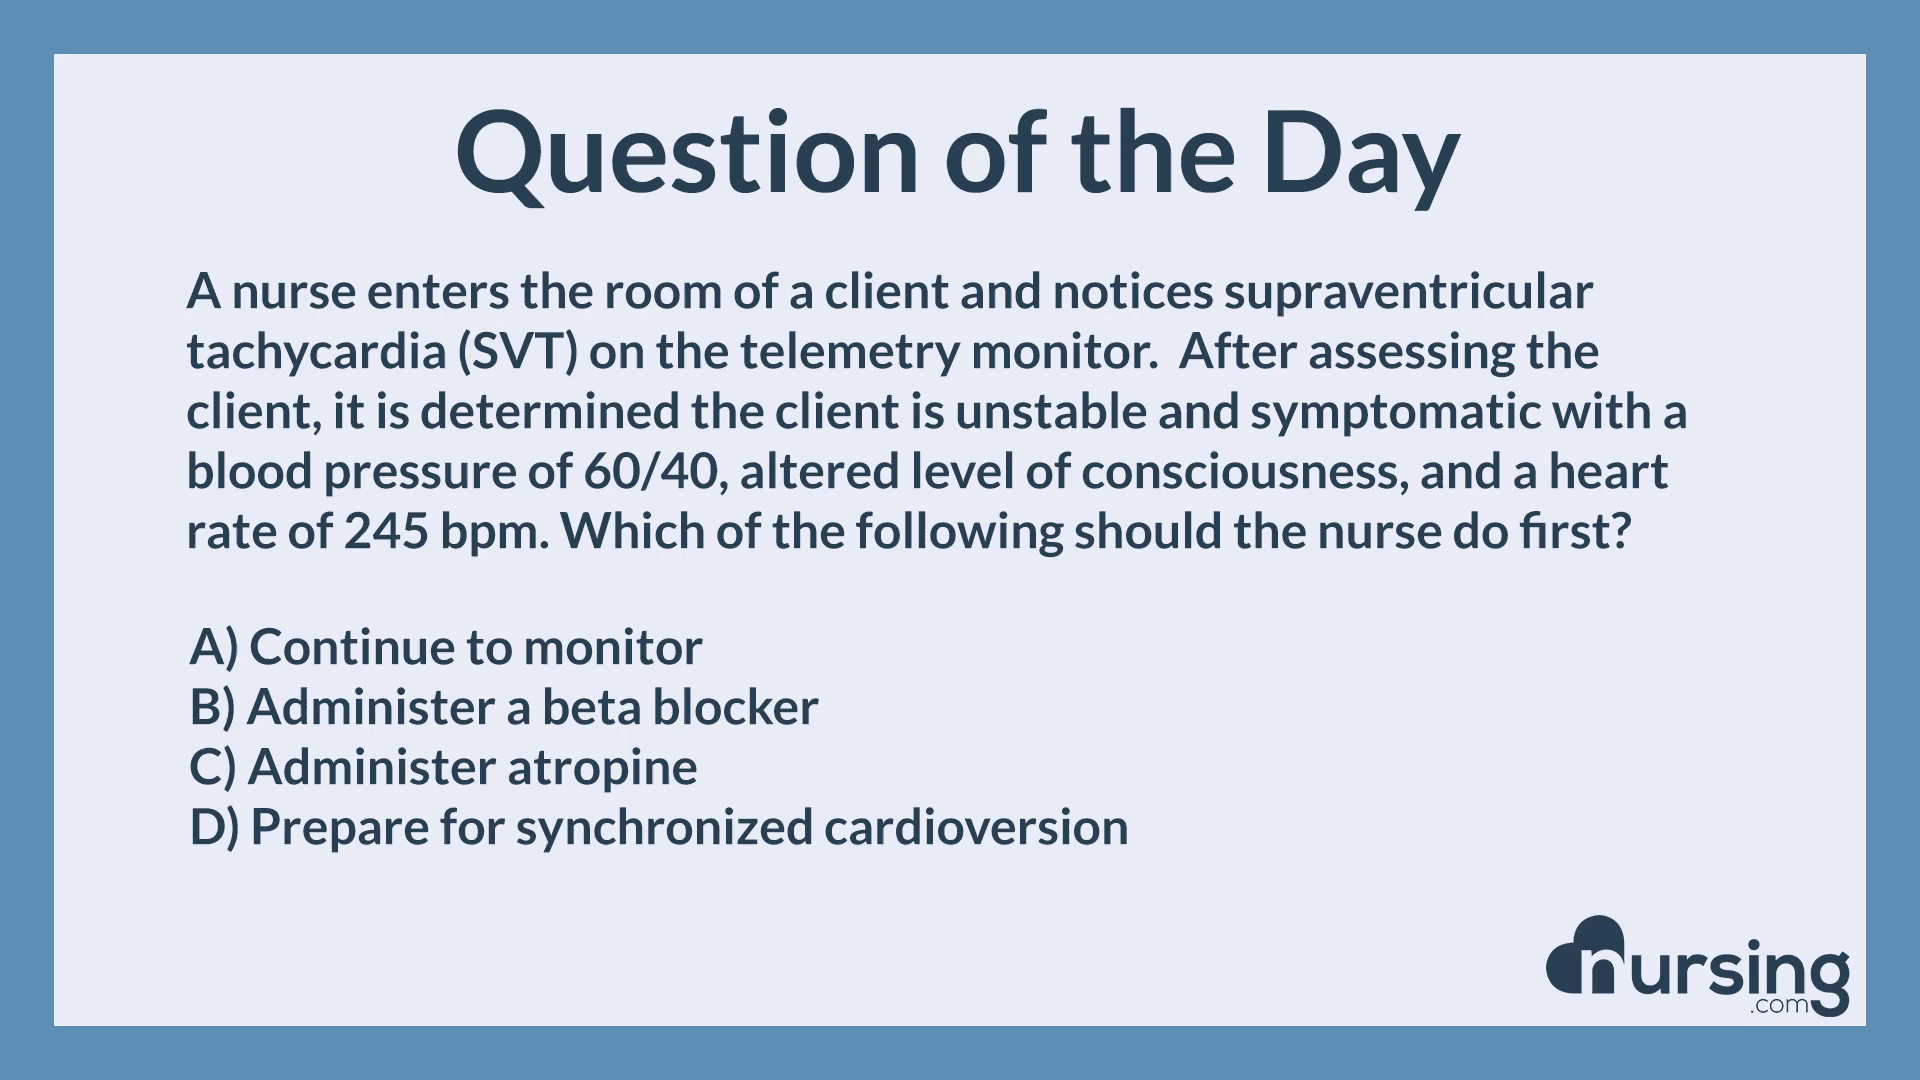 Question of the Day
A nurse enters the room of a client and notices supraventricular
tachycardia (SVT) on the telemetry monitor.  After assessing the
client, it is determined the client is unstable and symptomatic with a
blood pressure of 60/40, altered level of consciousness, and a heart
rate of 245 bpm. Which of the following should the nurse do first?
A) Continue to monitor
B) Administer a beta blocker
C) Administer atropine
D) Prepare for synchronized cardioversion
nursing
.com